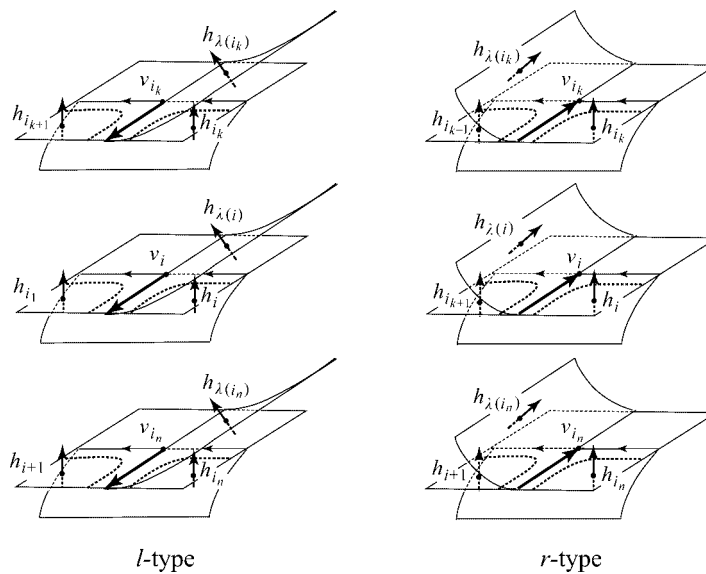 h_{λ(i_k)}
v_{i_k}
h_{i_{k+1}}
h_{i_k}
h_{λ(i_k)}
v_{i_k}
h_{i_{k-1}}
h_{i_k}
h_{λ(i)}
v_i
h_{i_1}
h_i
h_{λ(i)}
v_i
h_{i_{k+1}}
h_i
h_{λ(i_n)}
v_{i_n}
h_{i+1}
h_{i_n}
h_{λ(i_n)}
v_{i_n}
h_{i+1}
h_{i_n}
l-type
r-type